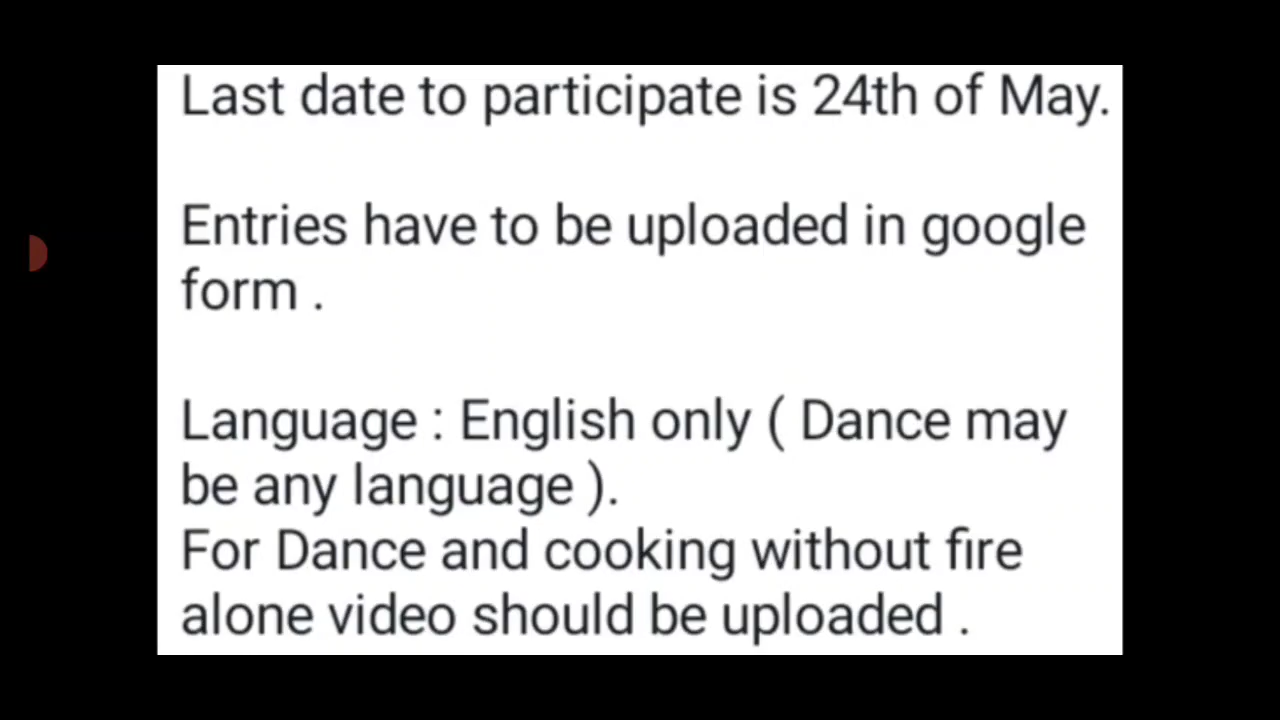 Last date to participate is 24th of May.
Entries have to be uploaded in google
form .
Language : English only ( Dance may
be any language ).
For Dance and cooking without fire
alone video should be uploaded .